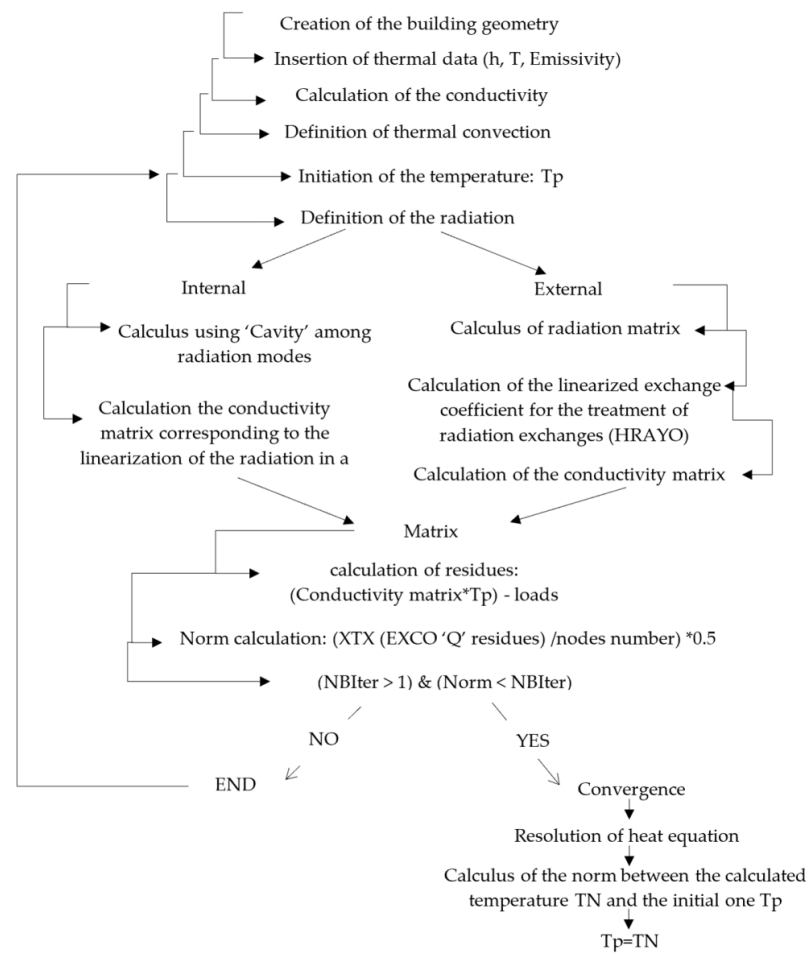 Creation of the building geometry
Insertion of thermal data (h, T, Emissivity)
Calculation of the conductivity
Definition of thermal convection
Initiation of the temperature: Tp
Definition of the radiation
Internal
External
Calculus using ‘Cavity’ among
radiation modes
Calculus of radiation matrix
Calculation the conductivity
matrix corresponding to the
linearization of the radiation in a
Calculation of the linearized exchange
coefficient for the treatment of
radiation exchanges (HRAYO)
Calculation of the conductivity matrix
Matrix
calculation of residues:
(Conductivity matrix*Tp) - loads
Norm calculation: (XTX (EXCO ‘Q’ residues) /nodes number) *0.5
(NBIter > 1) & (Norm < NBIter)
NO
YES
END
Convergence
Resolution of heat equation
Calculus of the norm between the calculated
temperature TN and the initial one Tp
Tp=TN